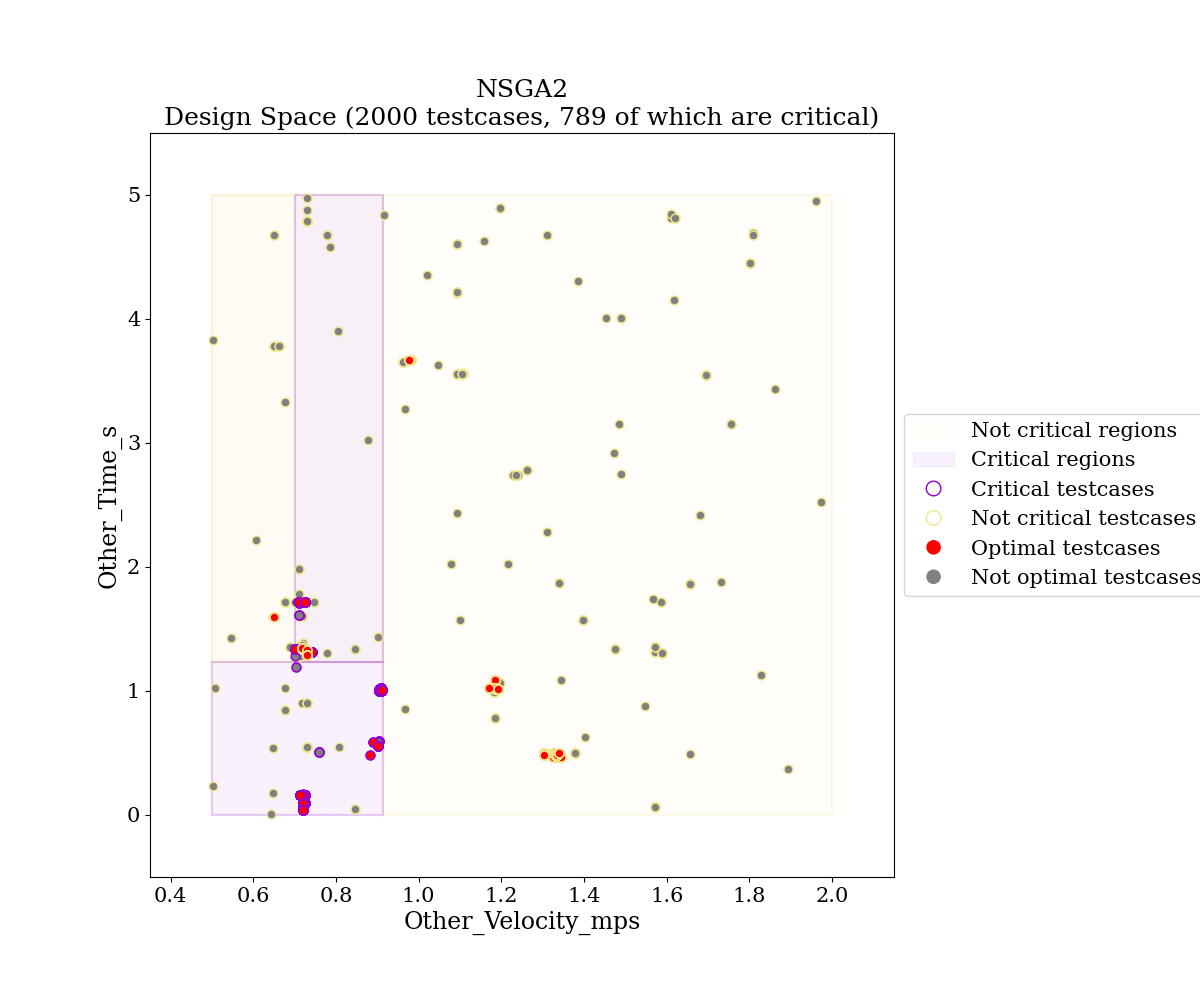 NSGA2
Design Space (2000 testcases, 789 of which are critical)
5
4
3
2
1
0
Other_Time_s
0.4 0.6 0.8 1.0 1.2 1.4 1.6 1.8 2.0
Other_Velocity_mps
Not critical regions
Critical regions
Critical testcases
Not critical testcases
Optimal testcases
Not optimal testcases